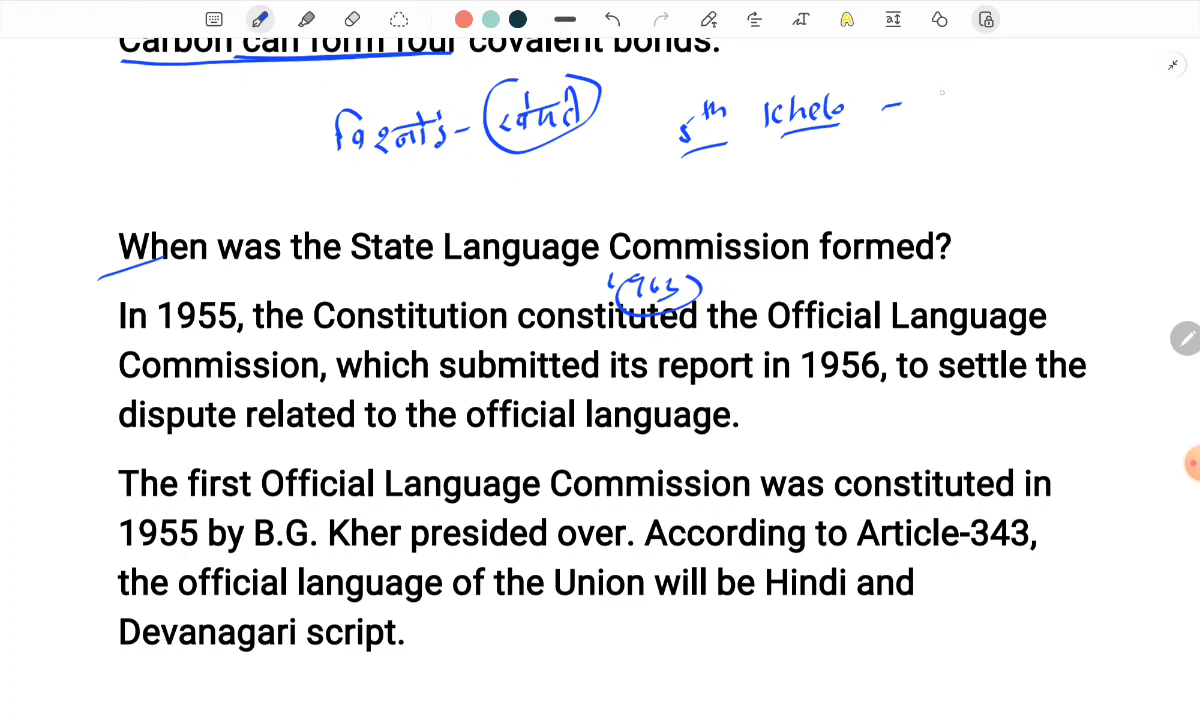 Carbon can form four covalent bonds.
5th Khelo -
When was the State Language Commission formed?
1963
In 1955, the Constitution constituted the Official Language
Commission, which submitted its report in 1956, to settle the
dispute related to the official language.
The first Official Language Commission was constituted in
1955 by B.G. Kher presided over. According to Article-343,
the official language of the Union will be Hindi and
Devanagari script.